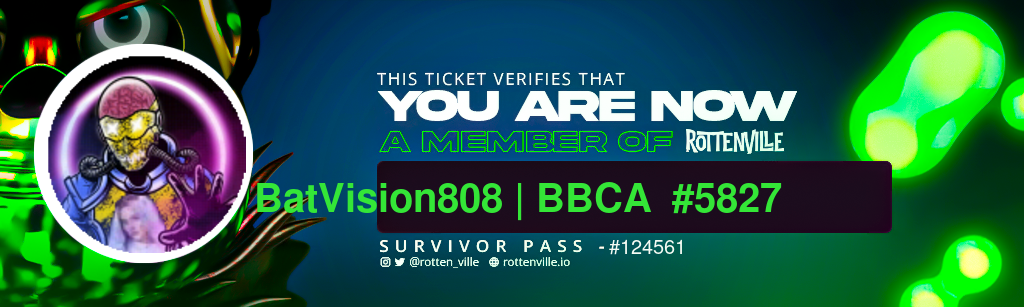 THIS TICKET VERIFIES THAT
YOU ARE NOW
A MEMBER OF ROTTENVILLE
BatVision808 | BBCA #5827
SURVIVOR PASS - #124561
@rotten_ville rottenville.io